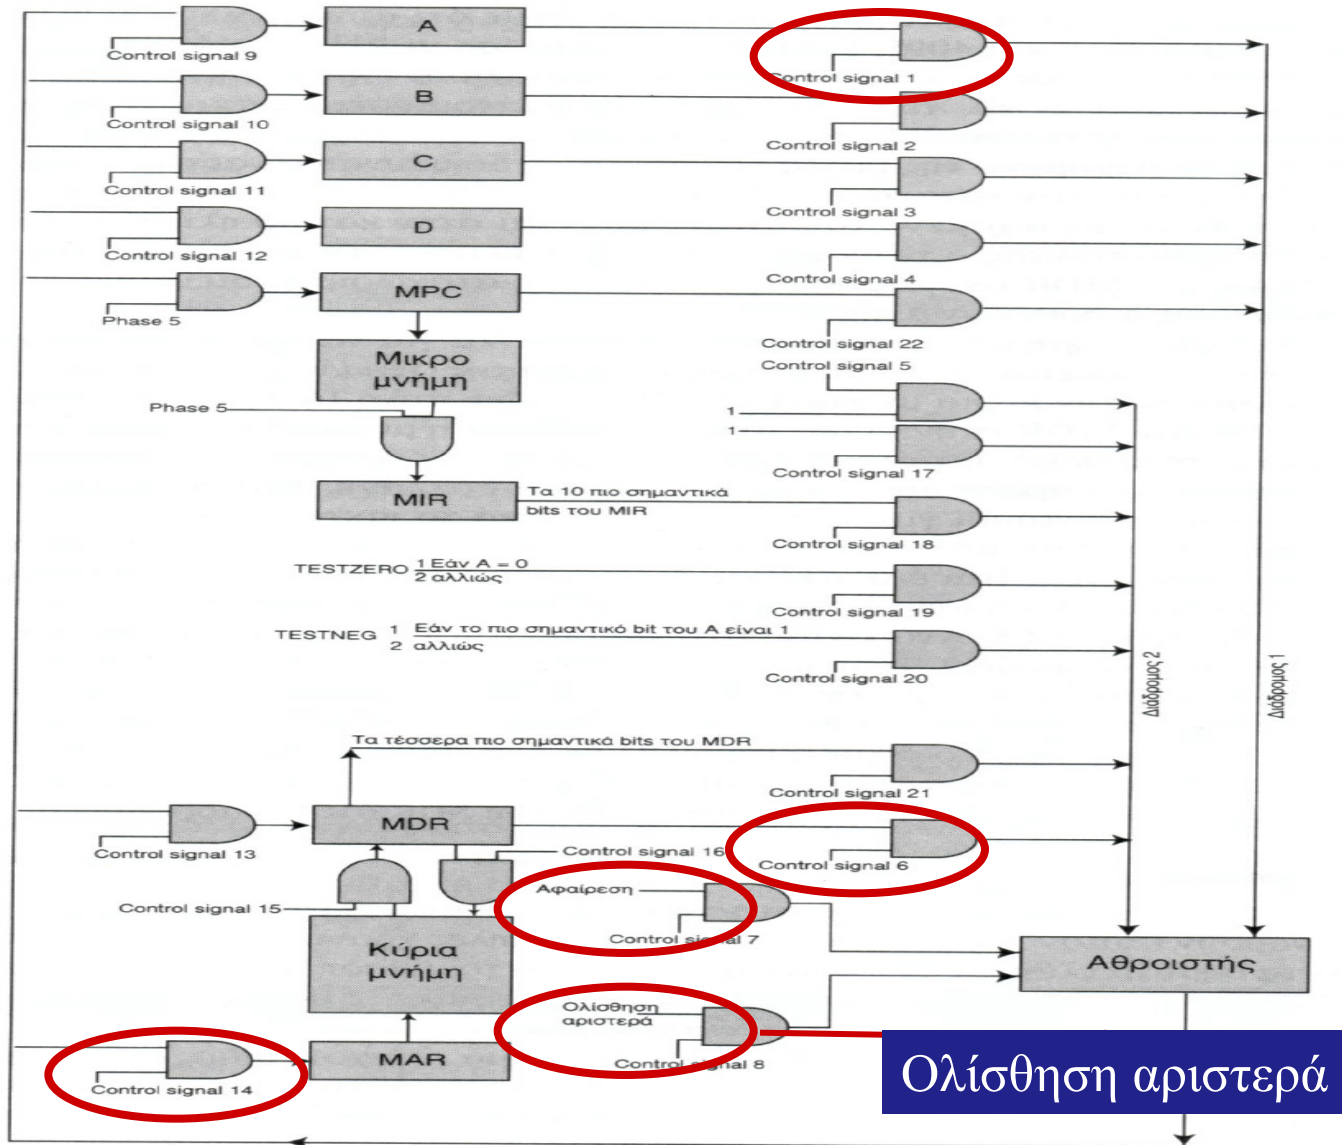 A
Control signal 9
Control signal 1
B
Control signal 10
Control signal 2
C
Control signal 11
Control signal 3
D
Control signal 12
Control signal 4
MPC
Phase 5
Control signal 22
Μικρο
μνήμη
Control signal 5
Phase 5
1
1
Control signal 17
MIR
Τα 10 πιο σημαντικά
bits του MIR
Control signal 18
TESTZERO 1 Εάν A = 0
2 αλλιώς
Control signal 19
TESTNEG 1 Εάν το πιο σημαντικό bit του A είναι 1
2 αλλιώς
Control signal 20
Διάδρομος 2
Διάδρομος 1
Τα τέσσερα πιο σημαντικά bits του MDR
Control signal 21
MDR
Control signal 13
Control signal 16
Control signal 6
Αφαίρεση
Control signal 15
Control signal 7
Κύρια
μνήμη
Αθροιστής
Ολίσθηση
αριστερά
Control signal 8
MAR
Control signal 14
Ολίσθηση αριστερά